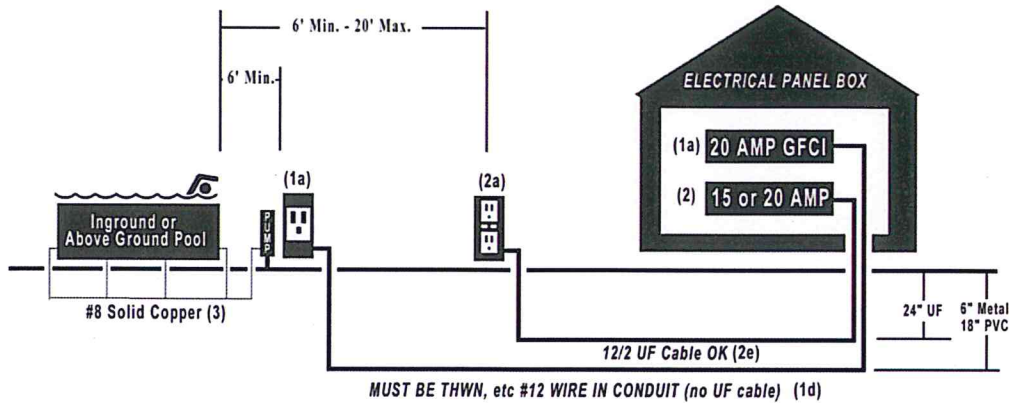 6' Min. - 20' Max.
6' Min.
ELECTRICAL PANEL BOX
(1a) 20 AMP GFCI
(2) 15 or 20 AMP
(1a)
(2a)
Inground or
Above Ground Pool
PUMP
#8 Solid Copper (3)
24" UF
6" Metal
18" PVC
12/2 UF Cable OK (2e)
MUST BE THWN, etc #12 WIRE IN CONDUIT (no UF cable) (1d)